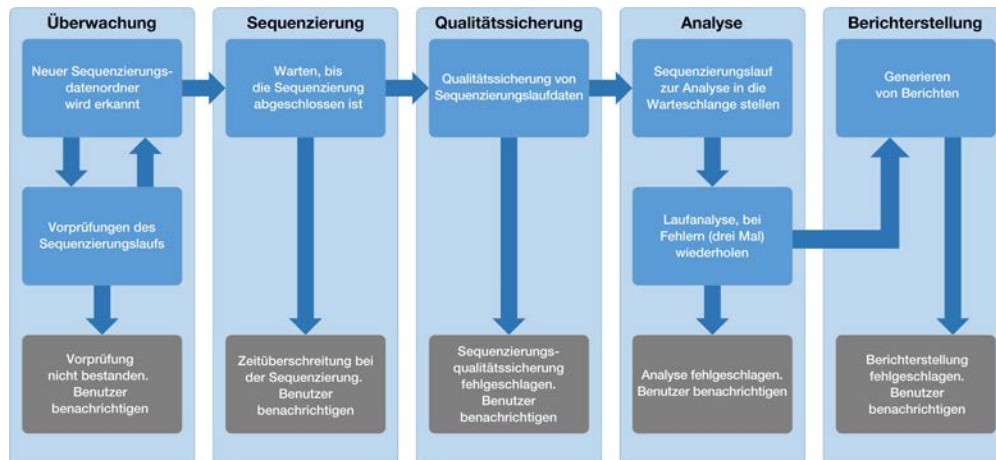 Überwachung
Neuer Sequenzierungs-
datenordner
wird erkannt
Vorprüfungen des
Sequenzierungslaufs
Vorprüfung
nicht bestanden.
Benutzer
benachrichtigen
Sequenzierung
Warten, bis
die Sequenzierung
abgeschlossen ist
Zeitüberschreitung bei
der Sequenzierung.
Benutzer
benachrichtigen
Qualitätssicherung
Qualitätssicherung von
Sequenzierungslaufdaten
Sequenzierungs-
qualitätssicherung
fehlgeschlagen.
Benutzer
benachrichtigen
Analyse
Sequenzierungslauf
zur Analyse in die
Warteschlange stellen
Laufanalyse, bei
Fehlern (drei Mal)
wiederholen
Analyse fehlgeschlagen.
Benutzer benachrichtigen
Berichterstellung
Generieren
von Berichten
Berichterstellung
fehlgeschlagen.
Benutzer
benachrichtigen